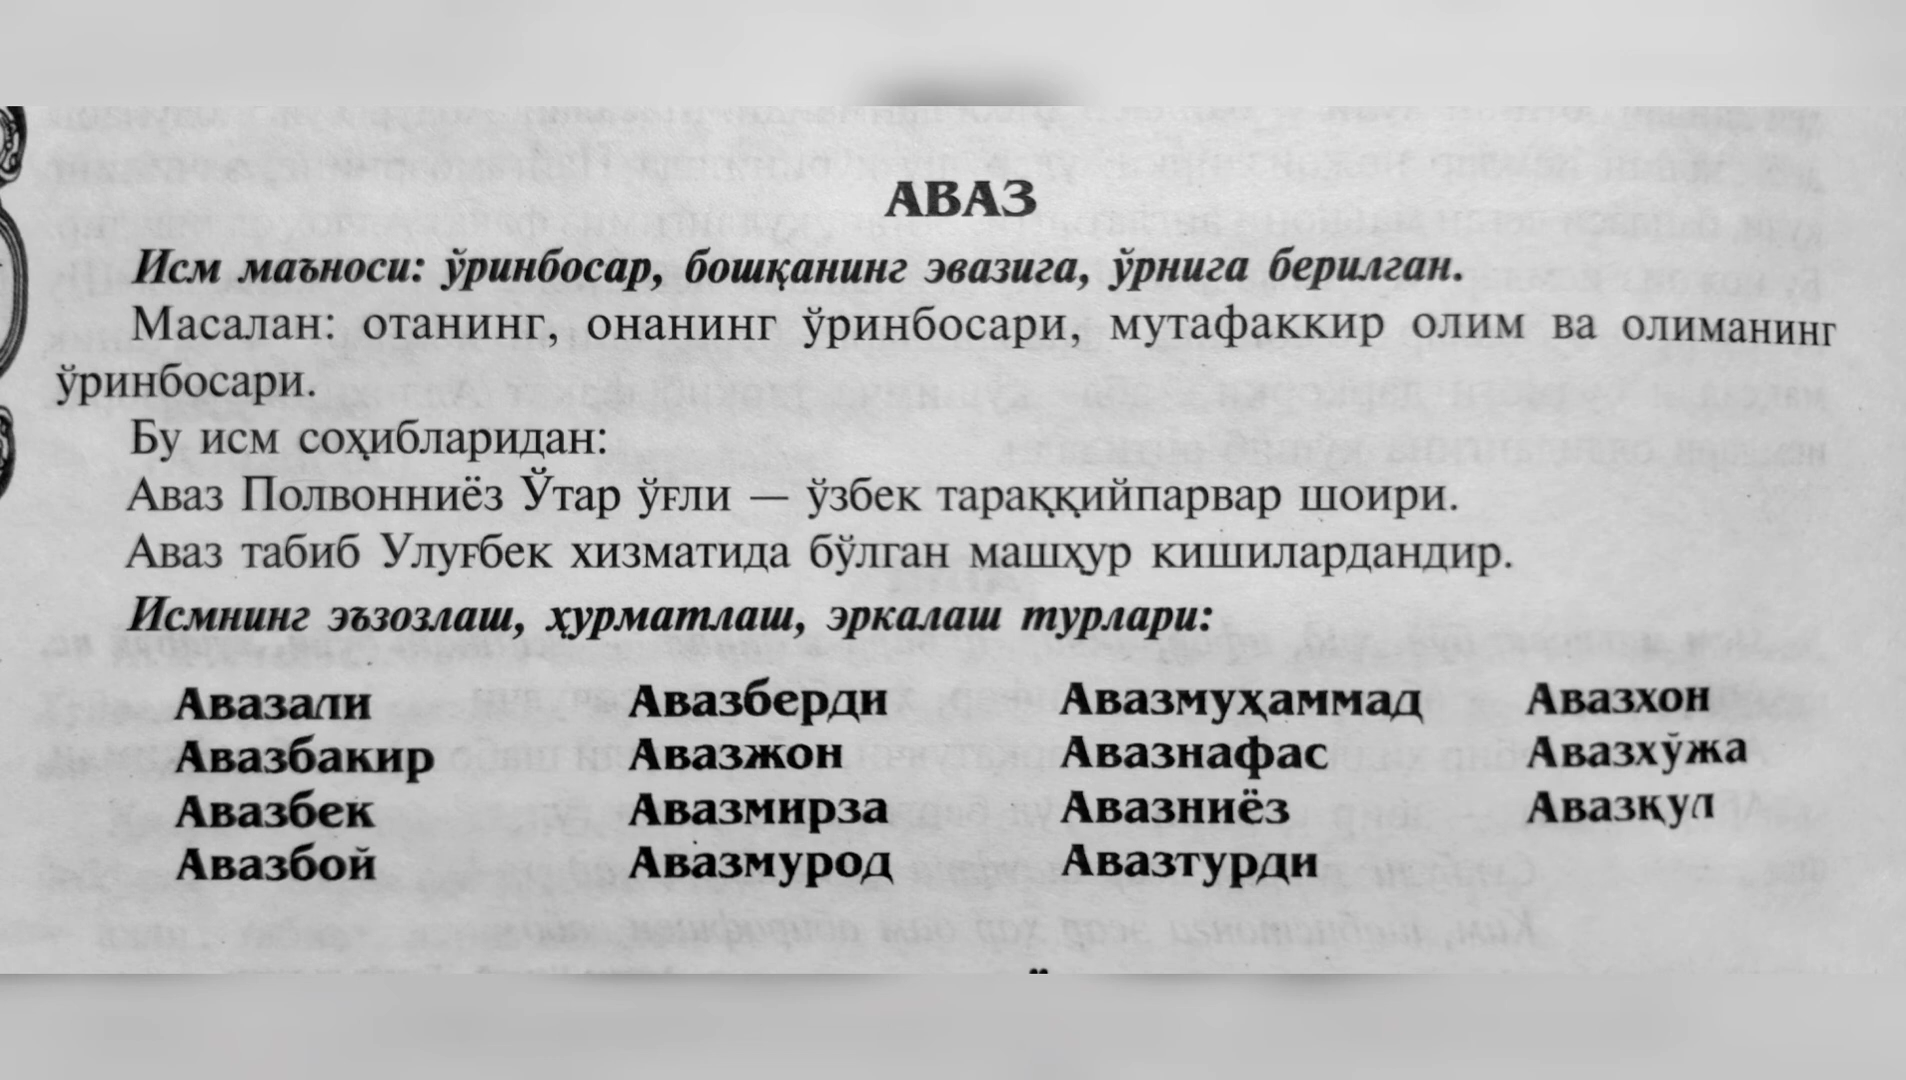 АВАЗ
Исм маъноси: ўринбосар, бошқанинг эвазига, ўрнига берилган.
Масалан: отанинг, онанинг ўринбосари, мутафаккир олим ва олиманинг
ўринбосари.
Бу исм соҳибларидан:
Аваз Полвонниёз Ўтар ўғли — ўзбек тараққийпарвар шоири.
Аваз табиб Улуғбек хизматида бўлган машҳур кишилардандир.
Исмнинг эъзозлаш, ҳурматлаш, эркалаш турлари:
Авазали Авазберди Авазмуҳаммад Авазхон
Авазбакир Авазжон Авазнафас Авазхўжа
Авазбек Авазмирза Авазниёз Авазқул
Авазбой Авазмурод Авазтурди